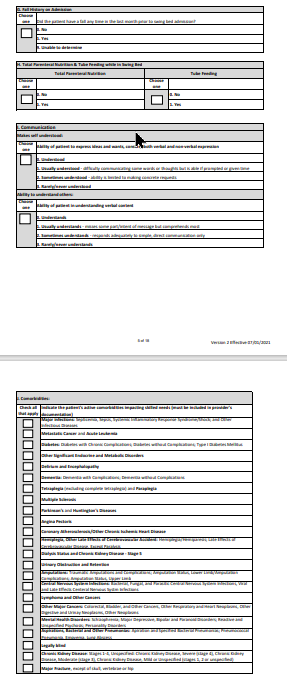 G. Fall History on Admission
Choose one
Did the patient have a fall any time in the last month prior to swing bed admission?
0. No
1. Yes
9. Unable to determine
H. Total Parenteral Nutrition & Tube Feeding while in Swing Bed
Total Parenteral Nutrition
Tube Feeding
Choose one
0. No
1. Yes
Choose one
0. No
1. Yes
I. Communication
Makes self understood:
Choose one
Ability of patient to express ideas and wants, both verbal and non verbal expression
0. Understood
1. Usually understood - difficulty communicating some words or thoughts but is able if prompted or given time
2. Sometimes understood - ability is limited to making concrete requests
3. Rarely/never understood
Ability to understand others:
Choose one
Ability of patient in understanding verbal content
0. Understands
1. Usually understands - misses some part/intent of message but comprehends most
2. Sometimes understands - responds adequately to simple, direct communication only
3. Rarely/never understands
Version 2 Effective 07/01/2021
J. Comorbidities:
Check all that apply
Indicate the patient's active comorbidities impacting skilled needs (must be included in provider's
documentation)
Major Infections: Septicemia, Sepsis, Systemic Inflammatory Response Syndrome/Shock; and Other
Infectious Diseases
Metastatic Cancer and Acute Leukemia
Diabetes: Diabetes with Chronic Complications; Diabetes without Complications; Type I Diabetes Mellitus
Other Significant Endocrine and Metabolic Disorders
Delirium and Encephalopathy
Dementia: Dementia with Complications; Dementia without Complications
Tetraplegia (excluding complete tetraplegia) and Paraplegia
Multiple Sclerosis
Parkinson's and Huntington's Diseases
Angina Pectoris
Coronary Atherosclerosis/Other Chronic Ischemic Heart Disease
Hemiplegia, Other Late Effects of Cerebrovascular Accident: Hemiplegia/Hemiparesis; Late Effects of
Cerebrovascular Disease, Except Paralysis
Dialysis Status and Chronic Kidney Disease - Stage 5
Urinary Obstruction and Retention
Amputations: Traumatic Amputations and Complications; Amputation Status, Lower Limb/Amputation
Complications; Amputation Status, Upper Limb
Central Nervous System Infections: Bacterial, Fungal, and Parasitic Central Nervous System Infections; Viral
and Late Effects Central Nervous System Infections
Lymphoma and Other Cancers
Other Major Cancers: Colorectal, Bladder, and Other Cancers; Other Respiratory and Heart Neoplasms; Other
Digestive and Urinary Neoplasms; Other Neoplasms
Mental Health Disorders: Schizophrenia; Major Depressive, Bipolar and Paranoid Disorders; Reactive and
Unspecified Psychosis; Personality Disorders
Aspiration, Bacterial and Other Pneumonias: Aspiration and Specified Bacterial Pneumonias; Pneumococcal
Pneumonia, Empyema, Lung Abscess
Legally Blind
Chronic Kidney Disease: Stages 1-4, Unspecified: Chronic Kidney Disease, Severe (stage 4); Chronic Kidney
Disease, Moderate (stage 3); Chronic Kidney Disease, Mild or Unspecified (stages 1, 2 or unspecified)
Major Fracture, except of skull, vertebrae or hip